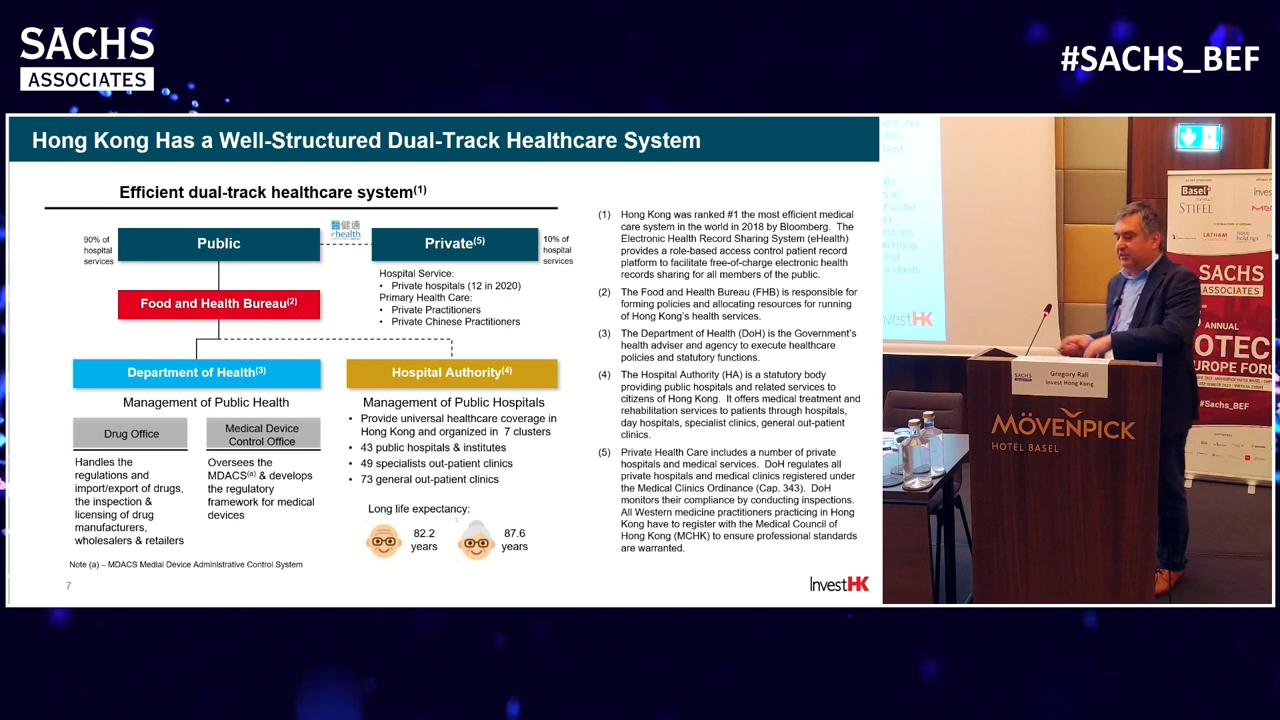 SACHS
ASSOCIATES
#SACHS_BEF
Hong Kong Has a Well-Structured Dual-Track Healthcare System
Efficient dual-track healthcare system(1)
90% of
hospital
services
Public
醫健通
ehealth
Private(5)
10% of
hospital
services
Hospital Service:
• Private hospitals (12 in 2020)
Primary Health Care:
• Private Practitioners
• Private Chinese Practitioners
Food and Health Bureau(2)
Department of Health(3)
Hospital Authority(4)
Management of Public Health
Management of Public Hospitals
Drug Office
Medical Device
Control Office
Handles the
regulations and
import/export of drugs,
the inspection &
licensing of drug
manufacturers,
wholesalers & retailers
Oversees the
MDACS(a) & develops
the regulatory
framework for medical
devices
• Provide universal healthcare coverage in
Hong Kong and organized in 7 clusters
• 43 public hospitals & institutes
• 49 specialists out-patient clinics
• 73 general out-patient clinics
Long life expectancy:
82.2
years
87.6
years
Note (a) – MDACS Medial Device Administrative Control System
7
(1) Hong Kong was ranked #1 the most efficient medical
care system in the world in 2018 by Bloomberg. The
Electronic Health Record Sharing System (eHealth)
provides a role-based access control patient record
platform to facilitate free-of-charge electronic health
records sharing for all members of the public.
(2) The Food and Health Bureau (FHB) is responsible for
forming policies and allocating resources for running
of Hong Kong's health services.
(3) The Department of Health (DoH) is the Government's
health adviser and agency to execute healthcare
policies and statutory functions.
(4) The Hospital Authority (HA) is a statutory body
providing public hospitals and related services to
citizens of Hong Kong. It offers medical treatment and
rehabilitation services to patients through hospitals,
day hospitals, specialist clinics, general out-patient
clinics.
(5) Private Health Care includes a number of private
hospitals and medical services. DoH regulates all
private hospitals and medical clinics registered under
the Medical Clinics Ordinance (Cap. 343). DoH
monitors their compliance by conducting inspections.
All Western medicine practitioners practicing in Hong
Kong have to register with the Medical Council of
Hong Kong (MCHK) to ensure professional standards
are warranted.
InvestHK
vestHK
Basel
STIFEL
LATHAM
SACHS
ASSOCIATES
ANNUAL
OTEC
EUROPE FORU
#Sachs_BEF
SACHS
Gregory Rall
Invest Hong Kong
MÖVENPICK
HOTEL BASEL